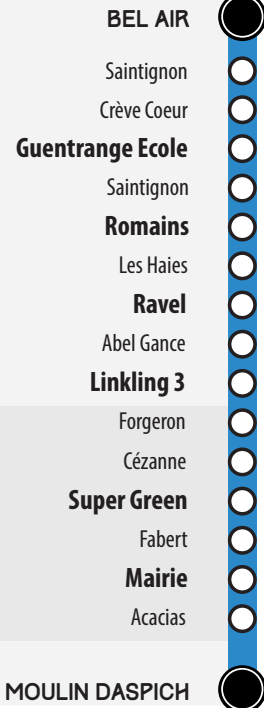 BEL AIR
Saintignon
Crève Coeur
Guentrange Ecole
Saintignon
Romains
Les Haies
Ravel
Abel Gance
Linkling 3
Forgeron
Cézanne
Super Green
Fabert
Mairie
Acacias
MOULIN DASPICH